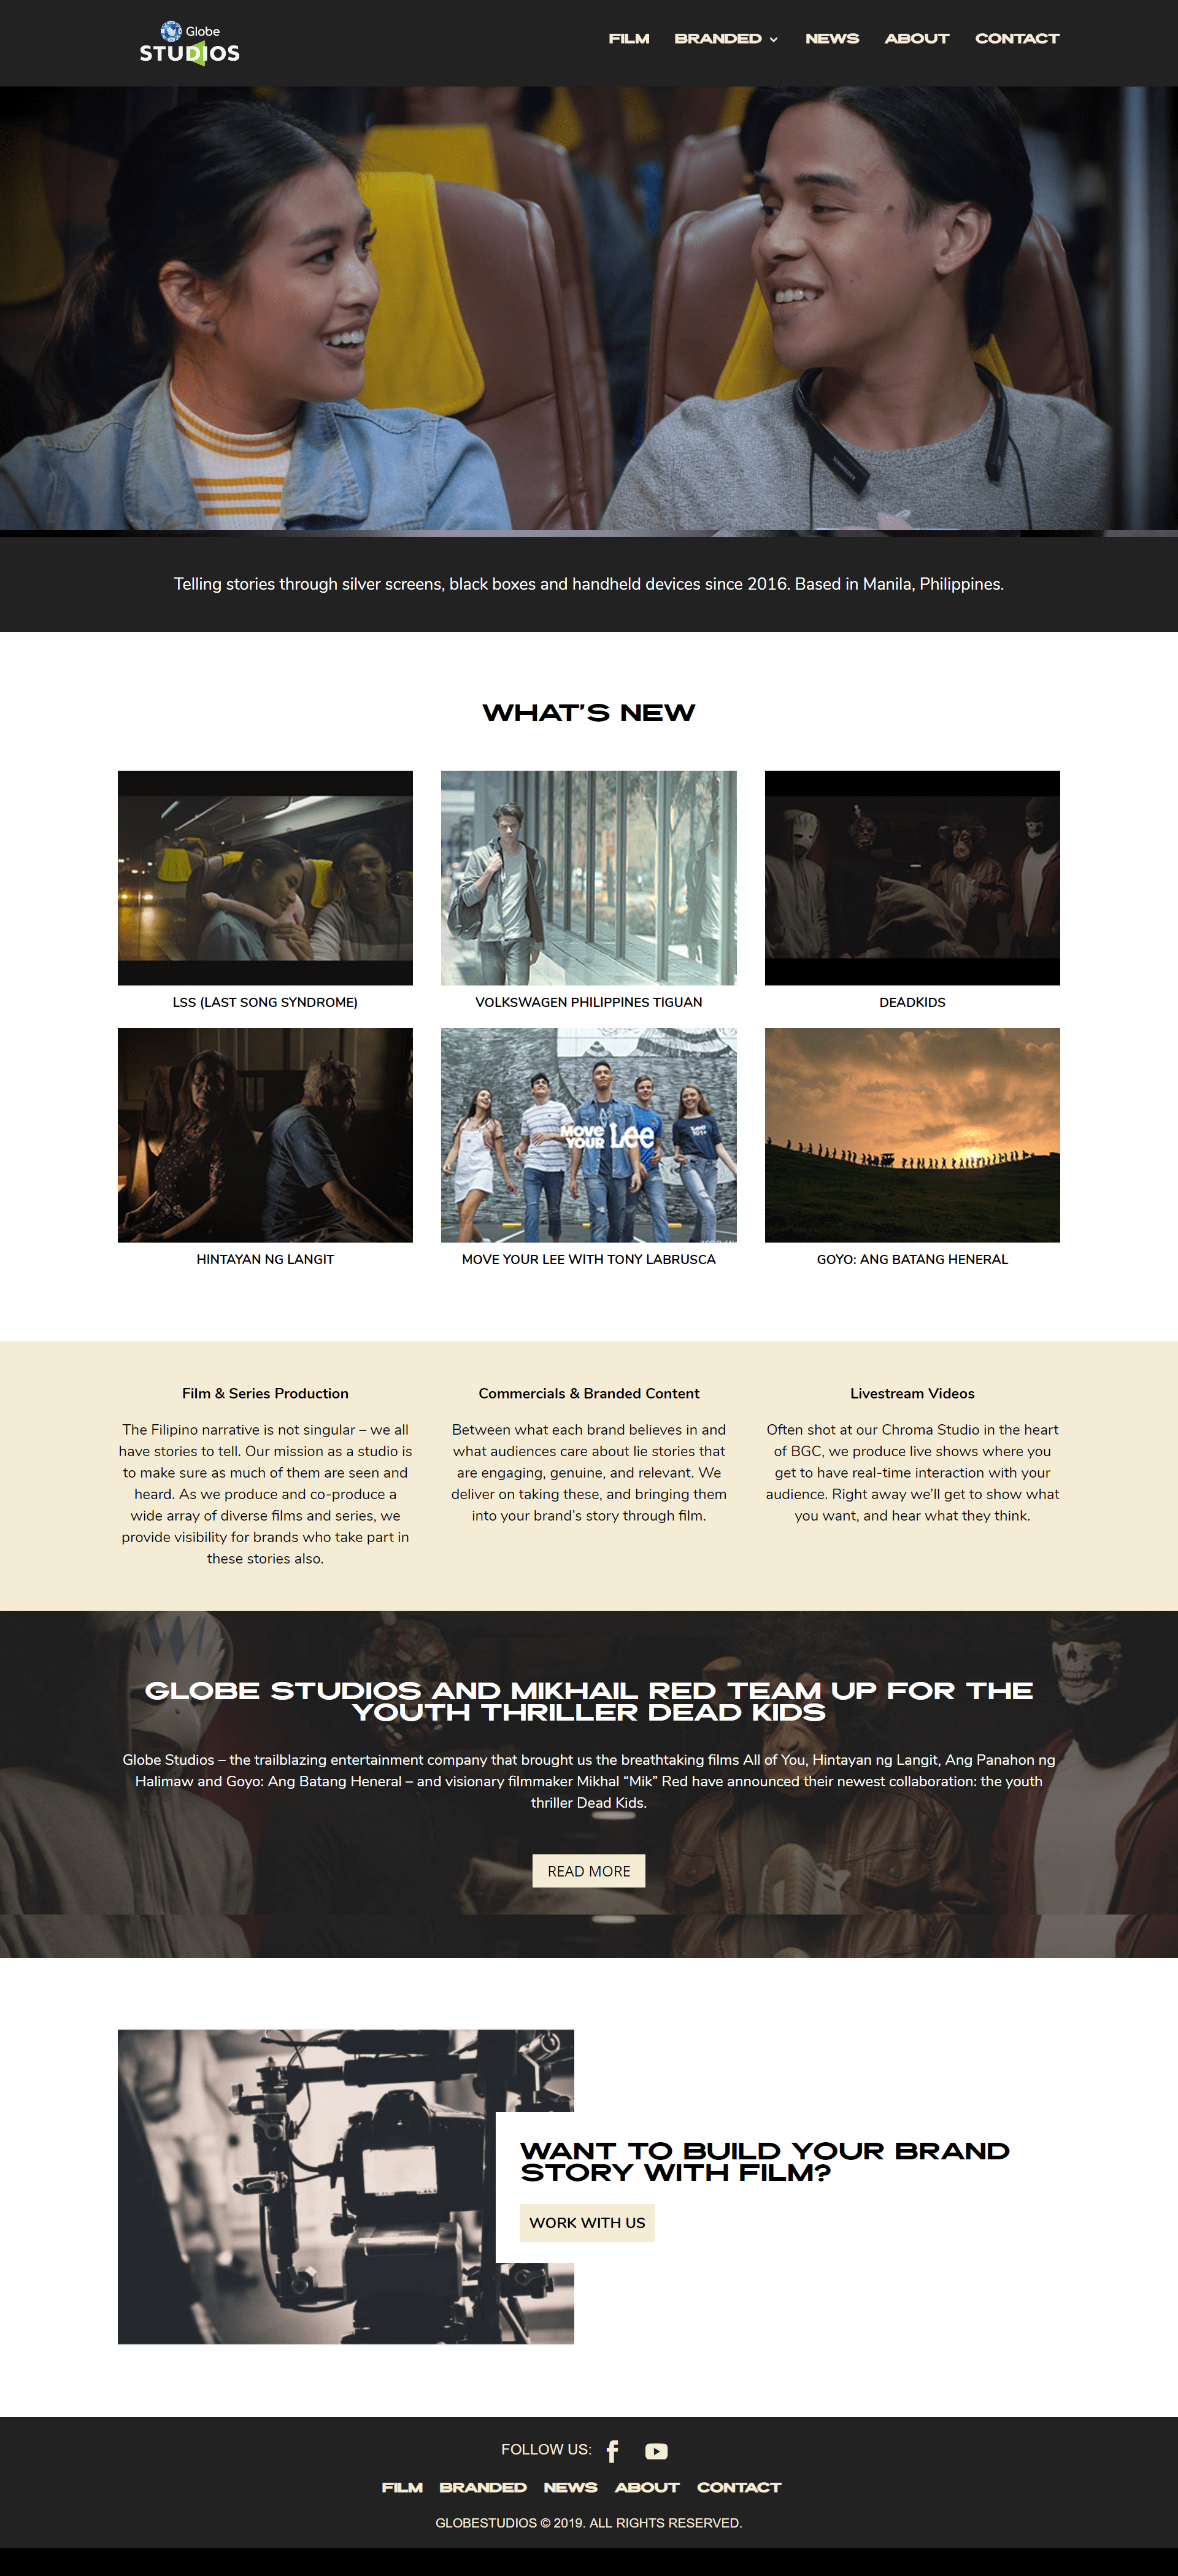 Globe
STUDIOS
FILM BRANDED NEWS ABOUT CONTACT
Telling stories through silver screens, black boxes and handheld devices since 2016. Based in Manila, Philippines.
WHAT'S NEW
LSS (LAST SONG SYNDROME)
VOLKSWAGEN PHILIPPINES TIGUAN
DEADKIDS
MOVE
YOUR Lee
HINTAYAN NG LANGIT
MOVE YOUR LEE WITH TONY LABRUSCA
GOYO: ANG BATANG HENERAL
Film & Series Production
The Filipino narrative is not singular – we all
have stories to tell. Our mission as a studio is
to make sure as much of them are seen and
heard. As we produce and co-produce a
wide array of diverse films and series, we
provide visibility for brands who take part in
these stories also.
Commercials & Branded Content
Between what each brand believes in and
what audiences care about lie stories that
are engaging, genuine, and relevant. We
deliver on taking these, and bringing them
into your brand's story through film.
Livestream Videos
Often shot at our Chroma Studio in the heart
of BGC, we produce live shows where you
get to have real-time interaction with your
audience. Right away we'll get to show what
you want, and hear what they think.
GLOBE STUDIOS AND MIKHAIL RED TEAM UP FOR THE
YOUTH THRILLER DEAD KIDS
Globe Studios – the trailblazing entertainment company that brought us the breathtaking films All of You, Hintayan ng Langit, Ang Panahon ng
Halimaw and Goyo: Ang Batang Heneral – and visionary filmmaker Mikhal “Mik” Red have announced their newest collaboration: the youth
thriller Dead Kids.
READ MORE
WANT TO BUILD YOUR BRAND
STORY WITH FILM?
WORK WITH US
FOLLOW US:
FILM BRANDED NEWS ABOUT CONTACT
GLOBESTUDIOS © 2019. ALL RIGHTS RESERVED.